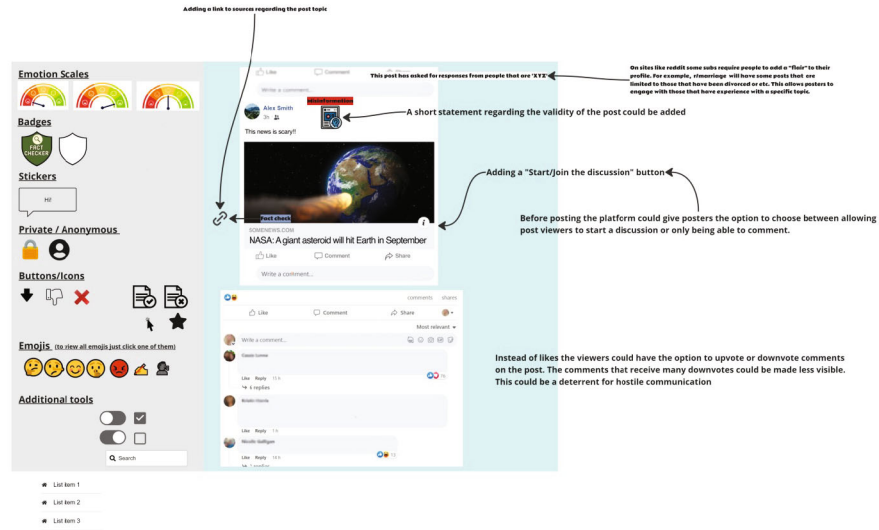 Adding a link to sources regarding the post topic
Emotion Scales
Badges
FACT
CHECKER
Stickers
Hi!
Private / Anonymous
Buttons/Icons
Emojis (to view all emojis just click one of them)
Additional tools
Search
List item 1
List item 2
List item 3
Like Comment
This post has asked for responses from people that are 'XYZ'
Write a comment...
Misinformation
Alex Smith
3h
This news is scary!!
Fact check
i
SOMENEWS.COM
NASA: A giant asteroid will hit Earth in September
Like Comment Share
Write a comment...
comments shares
Like Comment Share
Most relevant
Write a comment...
Like Reply 15 h
6 replies
Like Reply 1 h
Like Reply 16 h
13
replies
On sites like reddit some subs require people to add a "flair" to their
profile. For example, r/marriage will have some posts that are
limited to those that have been divorced or etc. This allows posters to
engage with those that have experience with a specific topic.
A short statement regarding the validity of the post could be added
Adding a "Start/Join the discussion" button
Before posting the platform could give posters the option to choose between allowing
post viewers to start a discussion or only being able to comment.
Instead of likes the viewers could have the option to upvote or downvote comments
on the post. The comments that receive many downvotes could be made less visible.
This could be a deterrent for hostile communication